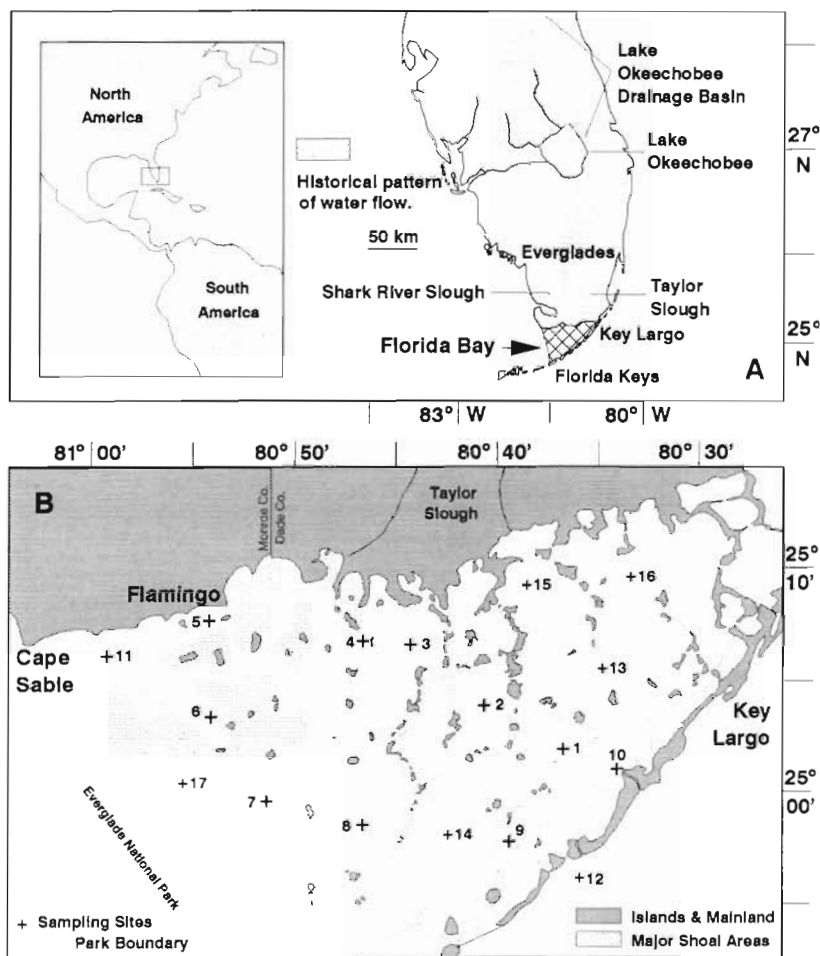 North
America
South
America
Historical pattern
of water flow.
50 km
Lake
Okeechobee
Drainage Basin
Lake
Okeechobee
Everglades
Shark River Slough
Taylor
Slough
Key Largo
Florida Bay
Florida Keys
A
27°
N
25°
N
83° W
80° W
81° 00'
80° 50'
80° 40'
80° 30'
B
Monroe Co.
Dade Co.
Taylor
Slough
25°
10'
Flamingo
15
16
5
4
3
Cape
Sable
11
13
6
2
Key
Largo
1
10
17
7
25°
00'
8
14
9
12
Everglade National Park
+ Sampling Sites
Park Boundary
Islands & Mainland
Major Shoal Areas